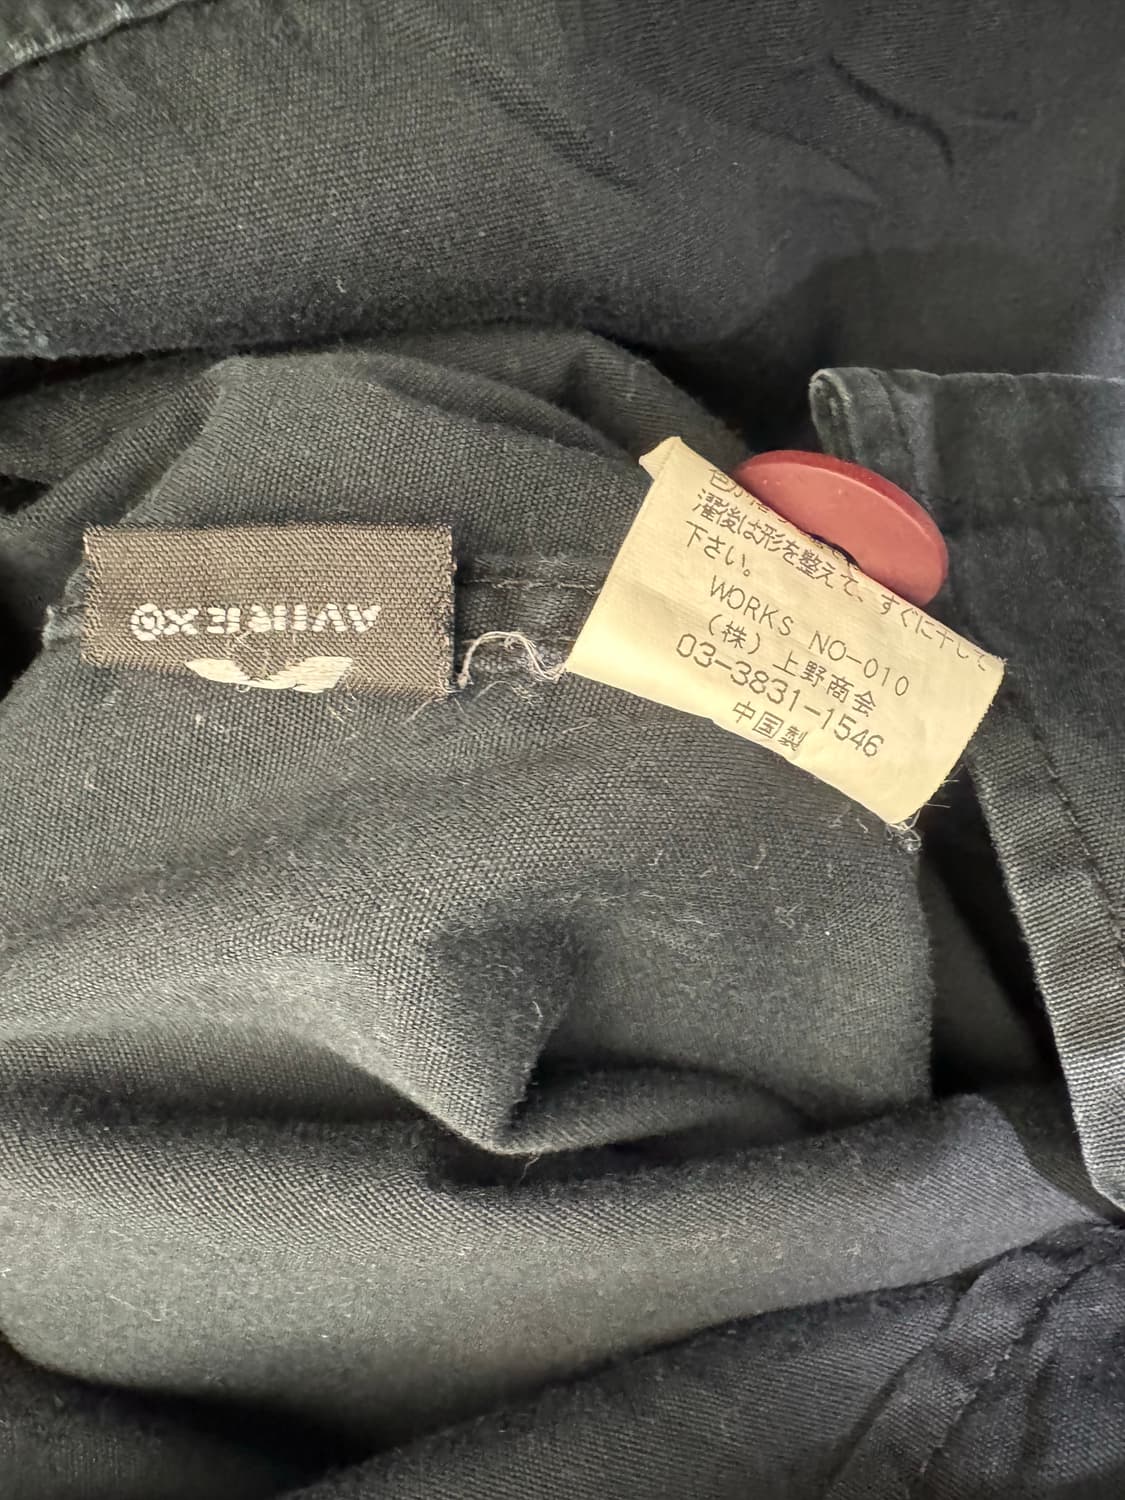 AVIREX
濯後は形を整えて、すぐに干して
下さい。
WORKS NO-010
(株)上野商会
03-3831-1546
中国製